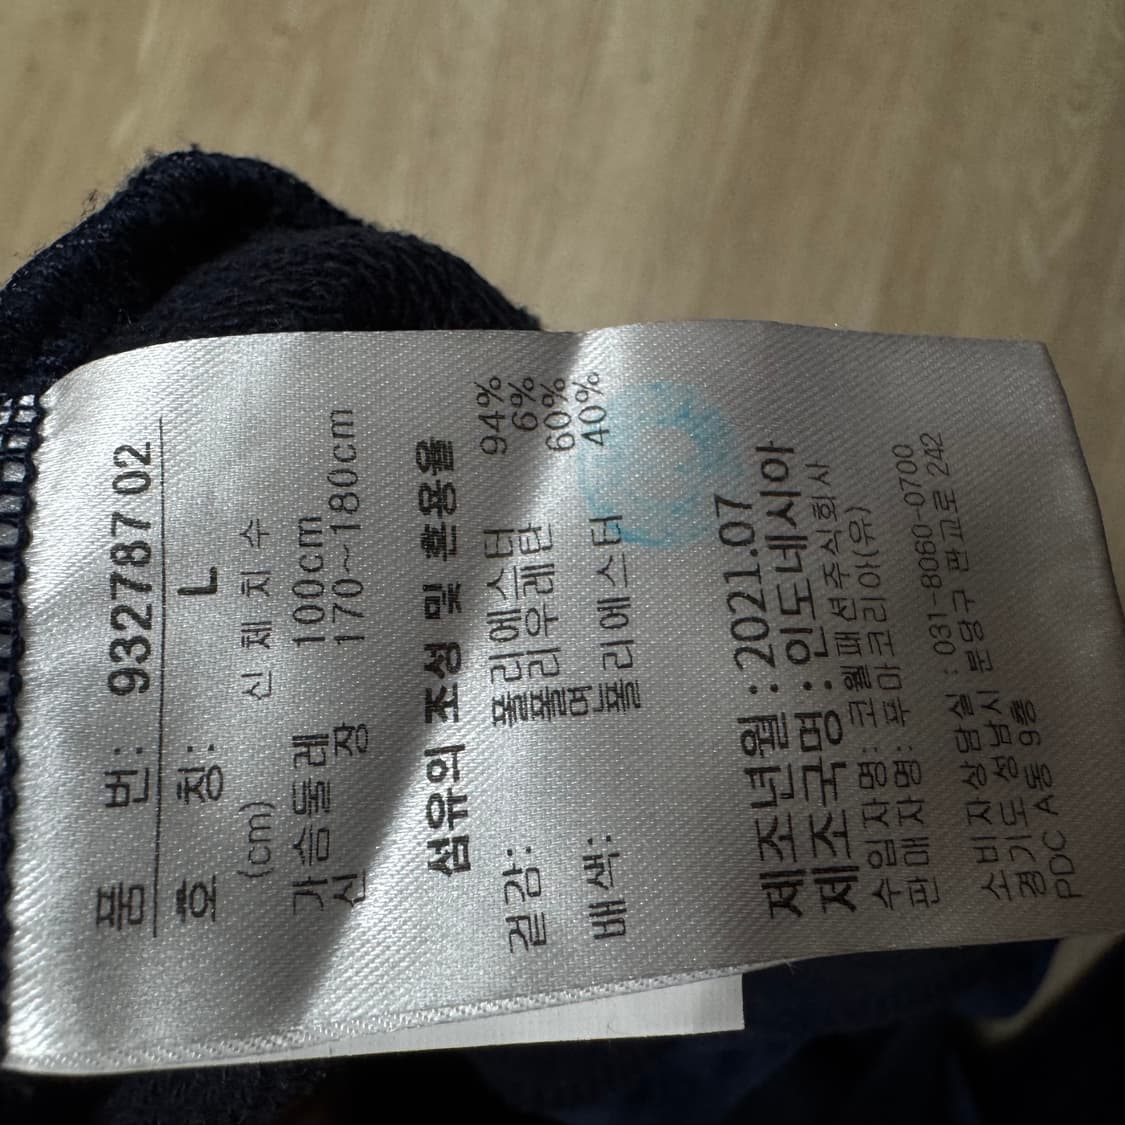 품 번: 932787 02
호 칭: L
(cm) 신 체 치 수
가슴둘레 100cm
신 장 170~180cm
섬유의 조성 및 혼용율
겉감: 폴리에스터 94%
폴리우레탄 6%
배색: 면 60%
폴리에스터 40%
제조년월 : 2021.07
제조국명 : 인도네시아
수입자명: 코웰패션주식회사
판매자명: 푸마코리아(유)
소비자상담실 : 031-8060-0700
경기도 성남시 분당구 판교로 242
PDC A동 9층